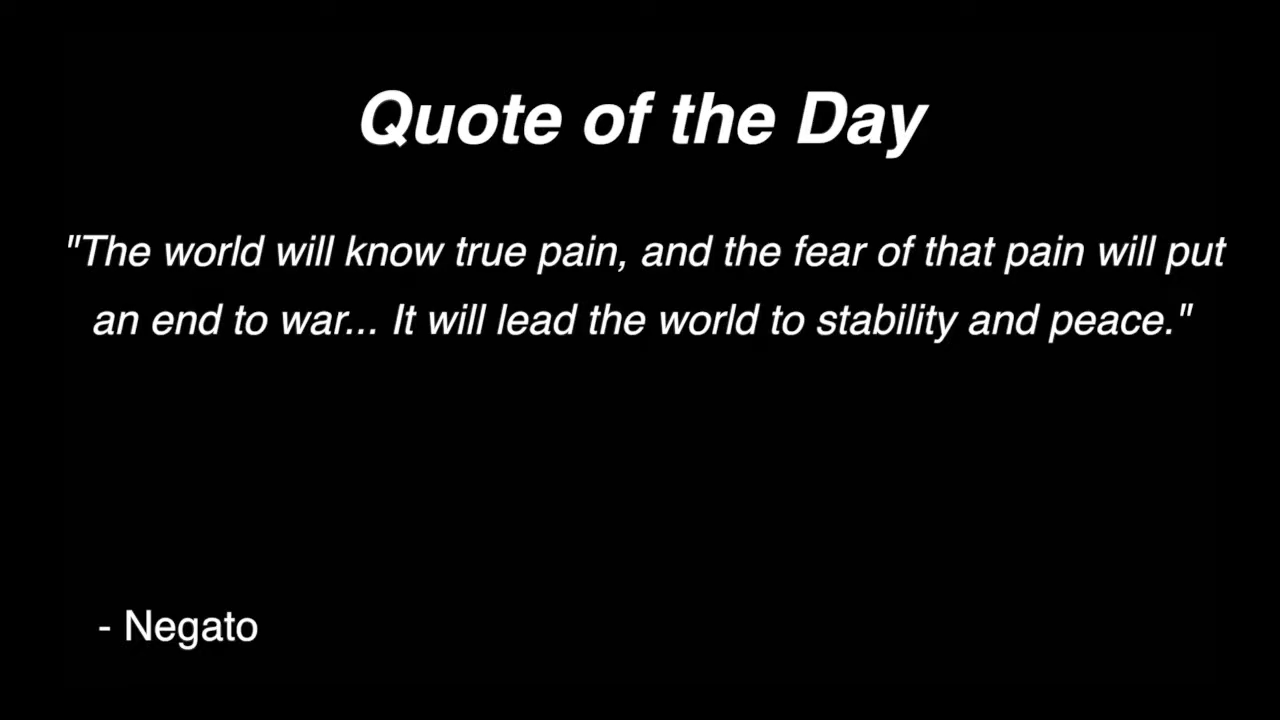 Quote of the Day
"The world will know true pain, and the fear of that pain will put
an end to war... It will lead the world to stability and peace."
- Negato